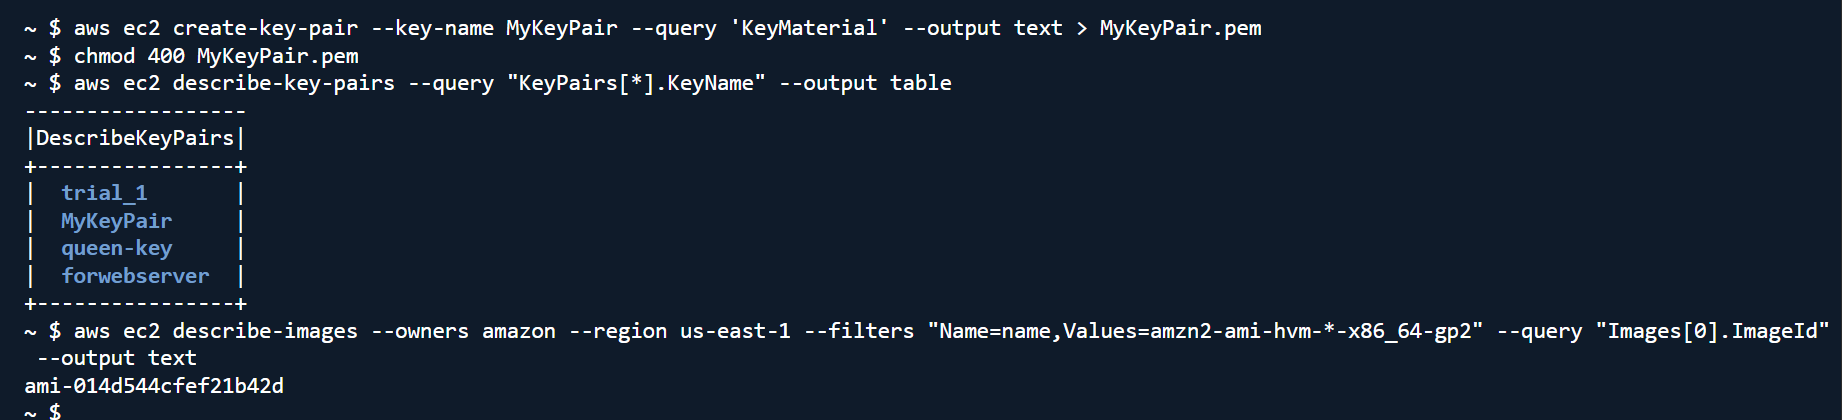 ~ $ aws ec2 create-key-pair --key-name MyKeyPair --query 'KeyMaterial' --output text > MyKeyPair.pem
~ $ chmod 400 MyKeyPair.pem
~ $ aws ec2 describe-key-pairs --query "KeyPairs[*].KeyName" --output table
------------------
|DescribeKeyPairs|
+----------------+
|  trial_1       |
|  MyKeyPair     |
|  queen-key     |
|  forwebserver  |
+----------------+
~ $ aws ec2 describe-images --owners amazon --region us-east-1 --filters "Name=name,Values=amzn2-ami-hvm-*-x86_64-gp2" --query "Images[0].ImageId"
 --output text
ami-014d544cfef21b42d
~ $